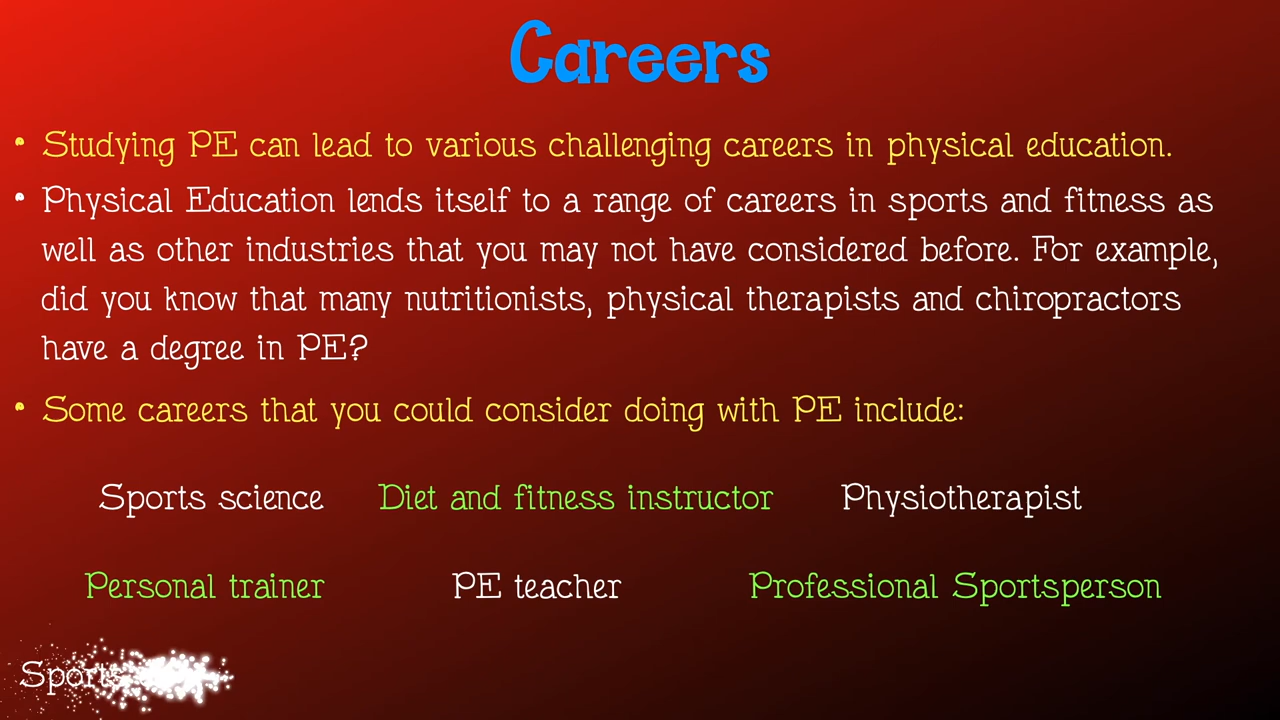 Careers
• Studying PE can lead to various challenging careers in physical education.
• Physical Education lends itself to a range of careers in sports and fitness as
well as other industries that you may not have considered before. For example,
did you know that many nutritionists, physical therapists and chiropractors
have a degree in PE?
• Some careers that you could consider doing with PE include:
Sports science Diet and fitness instructor Physiotherapist
Personal trainer PE teacher Professional Sportsperson
Sports